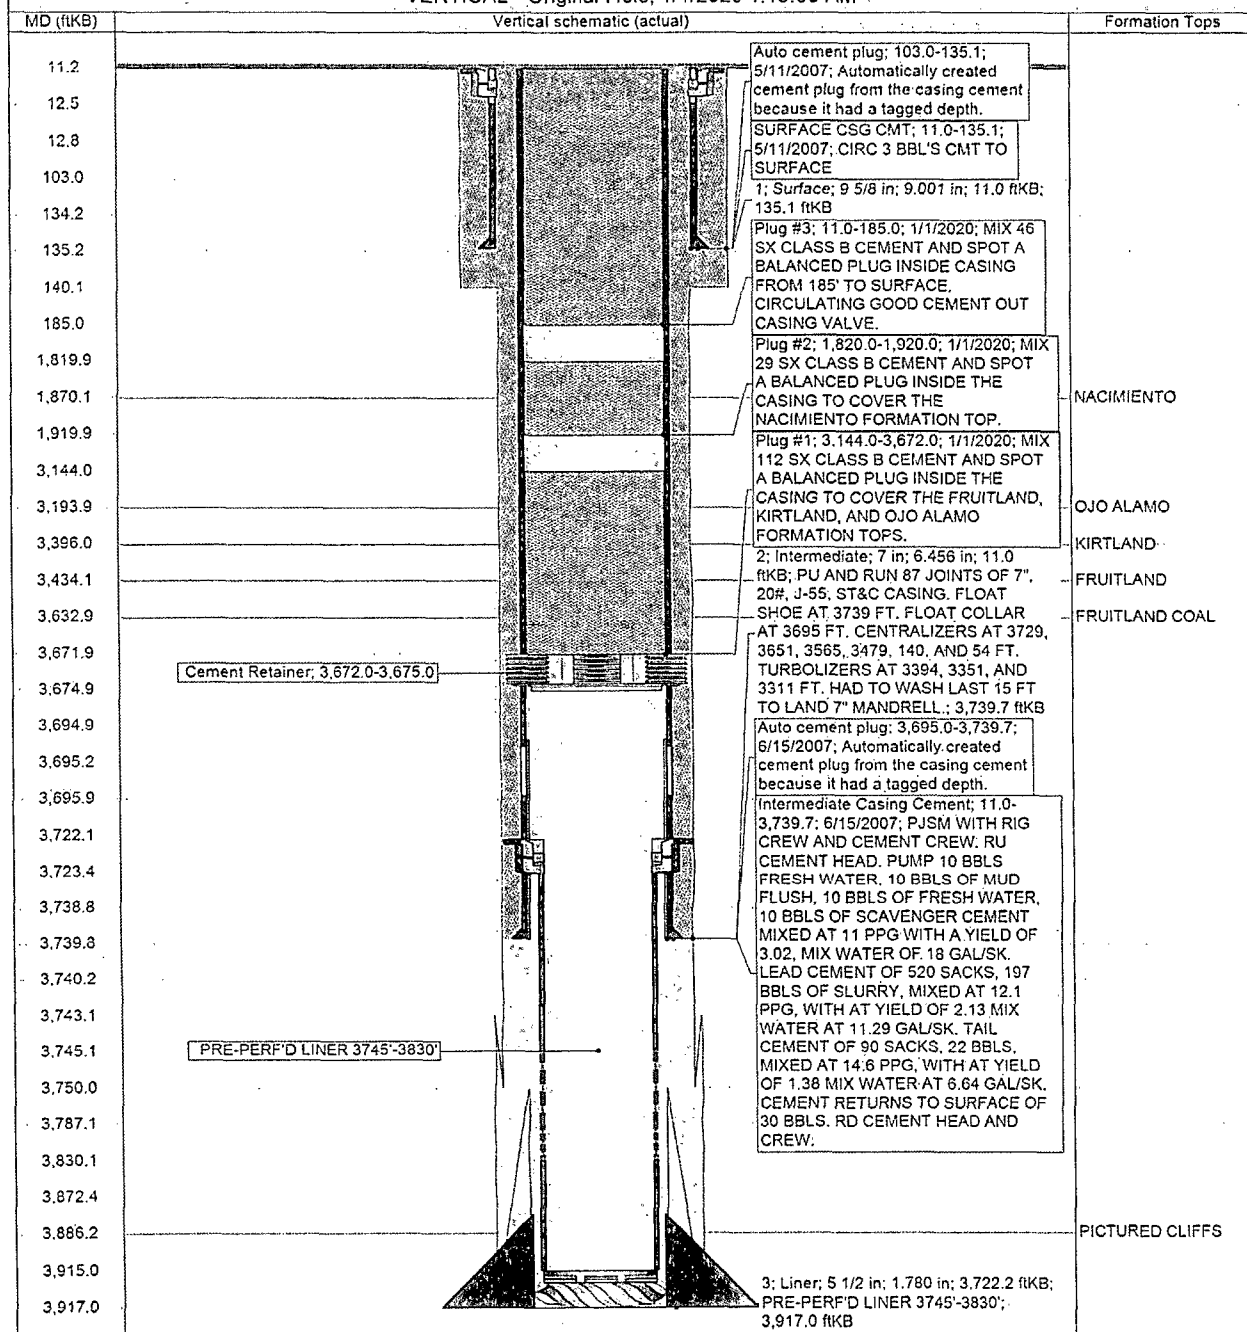 MD (ftKB)
Vertical schematic (actual)
Formation Tops
11.2
12.5
12.8
103.0
134.2
135.2
140.1
185.0
1,819.9
1,870.1
1,919.9
3,144.0
3,193.9
3,396.0
3,434.1
3,632.9
3,671.9
3,674.9
3,694.9
3,695.2
3,695.9
3,722.1
3,723.4
3,738.8
3,739.8
3,740.2
3,743.1
3,745.1
3,750.0
3,787.1
3,830.1
3,872.4
3,886.2
3,915.0
3,917.0
Cement Retainer; 3,672.0-3,675.0
PRE-PERF'D LINER 3745'-3830'
Auto cement plug; 103.0-135.1;
5/11/2007; Automatically created
cement plug from the casing cement
because it had a tagged depth.
SURFACE CSG CMT; 11.0-135.1;
5/11/2007; CIRC 3 BBL'S CMT TO
SURFACE
1; Surface; 9 5/8 in; 9.001 in; 11.0 ftKB;
135.1 ftKB
Plug #3; 11.0-185.0; 1/1/2020; MIX 46
SX CLASS B CEMENT AND SPOT A
BALANCED PLUG INSIDE CASING
FROM 185' TO SURFACE,
CIRCULATING GOOD CEMENT OUT
CASING VALVE.
Plug #2; 1,820.0-1,920.0; 1/1/2020; MIX
29 SX CLASS B CEMENT AND SPOT
A BALANCED PLUG INSIDE THE
CASING TO COVER THE
NACIMIENTO FORMATION TOP.
Plug #1; 3,144.0-3,672.0; 1/1/2020; MIX
112 SX CLASS B CEMENT AND SPOT
A BALANCED PLUG INSIDE THE
CASING TO COVER THE FRUITLAND,
KIRTLAND, AND OJO ALAMO
FORMATION TOPS.
2; Intermediate; 7 in; 6.456 in; 11.0
ftKB; PU AND RUN 87 JOINTS OF 7",
20#, J-55, ST&C CASING. FLOAT
SHOE AT 3739 FT. FLOAT COLLAR
AT 3695 FT. CENTRALIZERS AT 3729,
3651, 3565, 3479, 140, AND 54 FT.
TURBOLIZERS AT 3394, 3351, AND
3311 FT. HAD TO WASH LAST 15 FT
TO LAND 7" MANDRELL.; 3,739.7 ftKB
Auto cement plug; 3,695.0-3,739.7;
6/15/2007; Automatically created
cement plug from the casing cement
because it had a tagged depth.
Intermediate Casing Cement; 11.0-
3,739.7; 6/15/2007; PJSM WITH RIG
CREW AND CEMENT CREW. RU
CEMENT HEAD. PUMP 10 BBLS
FRESH WATER, 10 BBLS OF MUD
FLUSH, 10 BBLS OF FRESH WATER,
10 BBLS OF SCAVENGER CEMENT
MIXED AT 11 PPG WITH A YIELD OF
3.02, MIX WATER OF 18 GAL/SK.
LEAD CEMENT OF 520 SACKS, 197
BBLS OF SLURRY, MIXED AT 12.1
PPG, WITH AT YIELD OF 2.13 MIX
WATER AT 11.29 GAL/SK. TAIL
CEMENT OF 90 SACKS, 22 BBLS,
MIXED AT 14.6 PPG, WITH AT YIELD
OF 1.38 MIX WATER AT 6.64 GAL/SK.
CEMENT RETURNS TO SURFACE OF
30 BBLS. RD CEMENT HEAD AND
CREW.
3; Liner; 5 1/2 in; 1.780 in; 3,722.2 ftKB;
PRE-PERF'D LINER 3745'-3830';
3,917.0 ftKB
NACIMIENTO
OJO ALAMO
KIRTLAND
FRUITLAND
FRUITLAND COAL
PICTURED CLIFFS